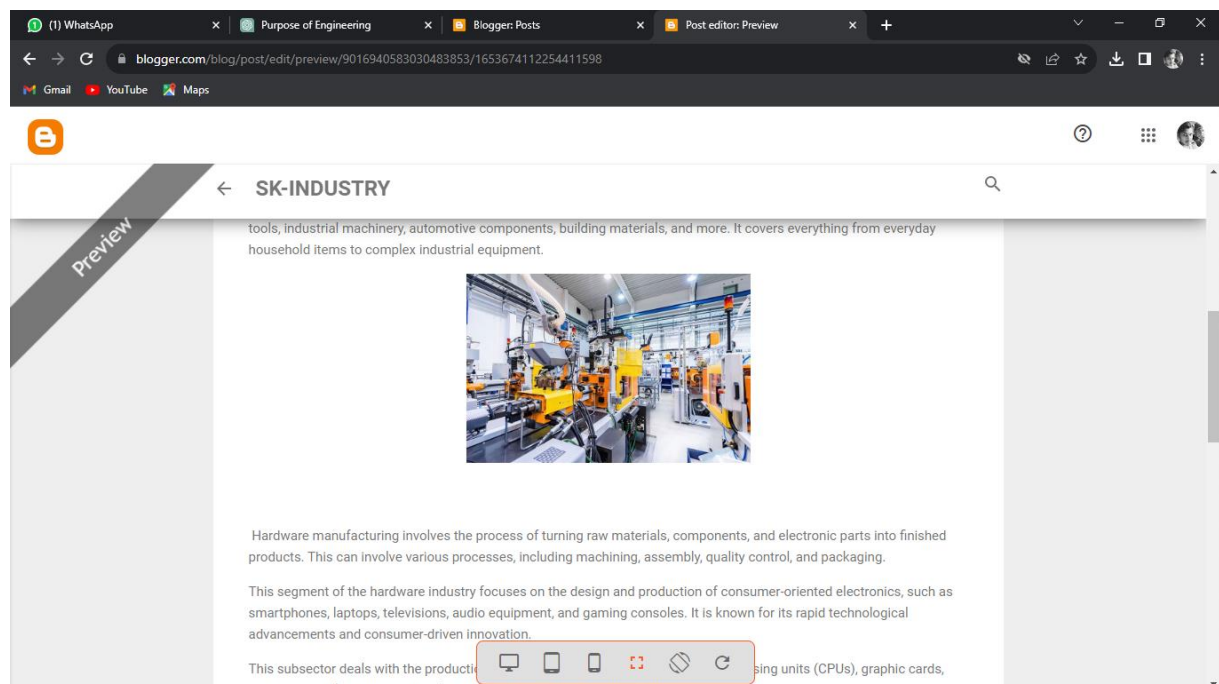 (1) WhatsApp
Purpose of Engineering
Blogger: Posts
Post editor: Preview
blogger.com/blog/post/edit/preview/9016940583030483853/1653674112254411598
Gmail YouTube Maps
Preview
SK-INDUSTRY
tools, industrial machinery, automotive components, building materials, and more. It covers everything from everyday
household items to complex industrial equipment.
Hardware manufacturing involves the process of turning raw materials, components, and electronic parts into finished
products. This can involve various processes, including machining, assembly, quality control, and packaging.
This segment of the hardware industry focuses on the design and production of consumer-oriented electronics, such as
smartphones, laptops, televisions, audio equipment, and gaming consoles. It is known for its rapid technological
advancements and consumer-driven innovation.
This subsector deals with the units (CPUs), graphic cards,